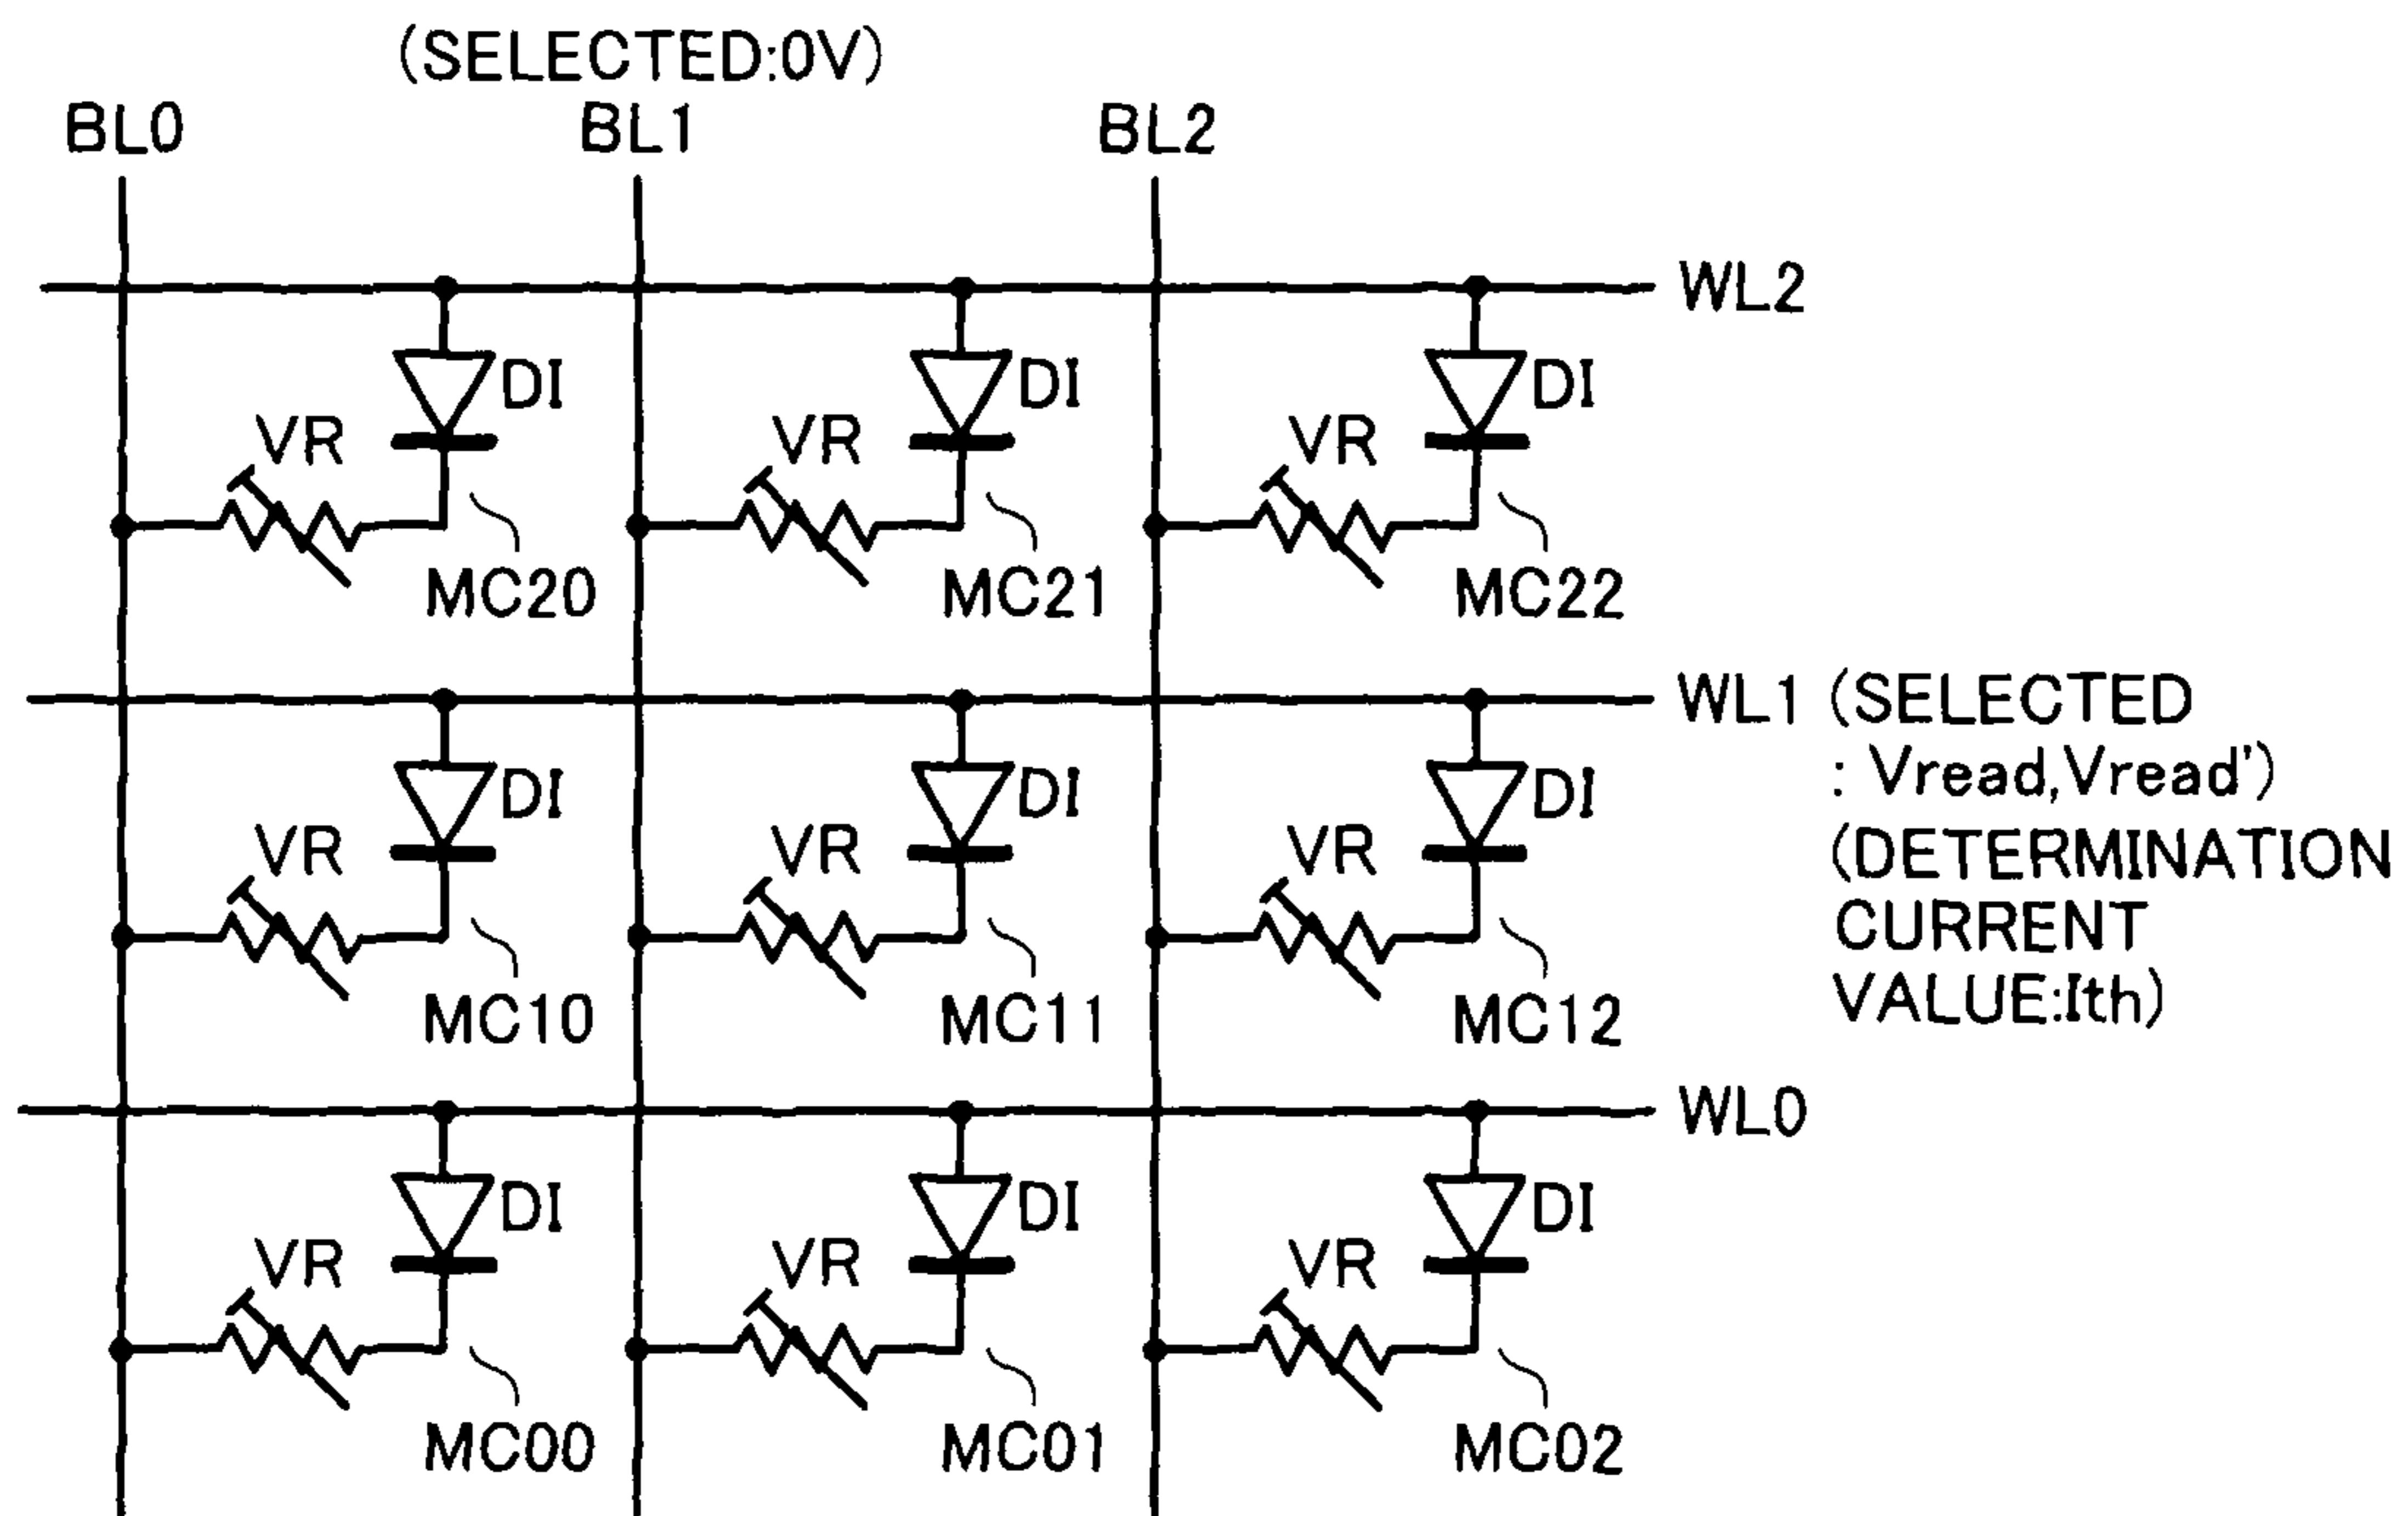 (SELECTED:0V)
BL0 BL1 BL2
WL2
DI DI DI
VR VR VR
MC20 MC21 MC22
WL1 (SELECTED
: Vread,Vread')
(DETERMINATION
CURRENT
VALUE:Ith)
DI DI DI
VR VR VR
MC10 MC11 MC12
WL0
DI DI DI
VR VR VR
MC00 MC01 MC02